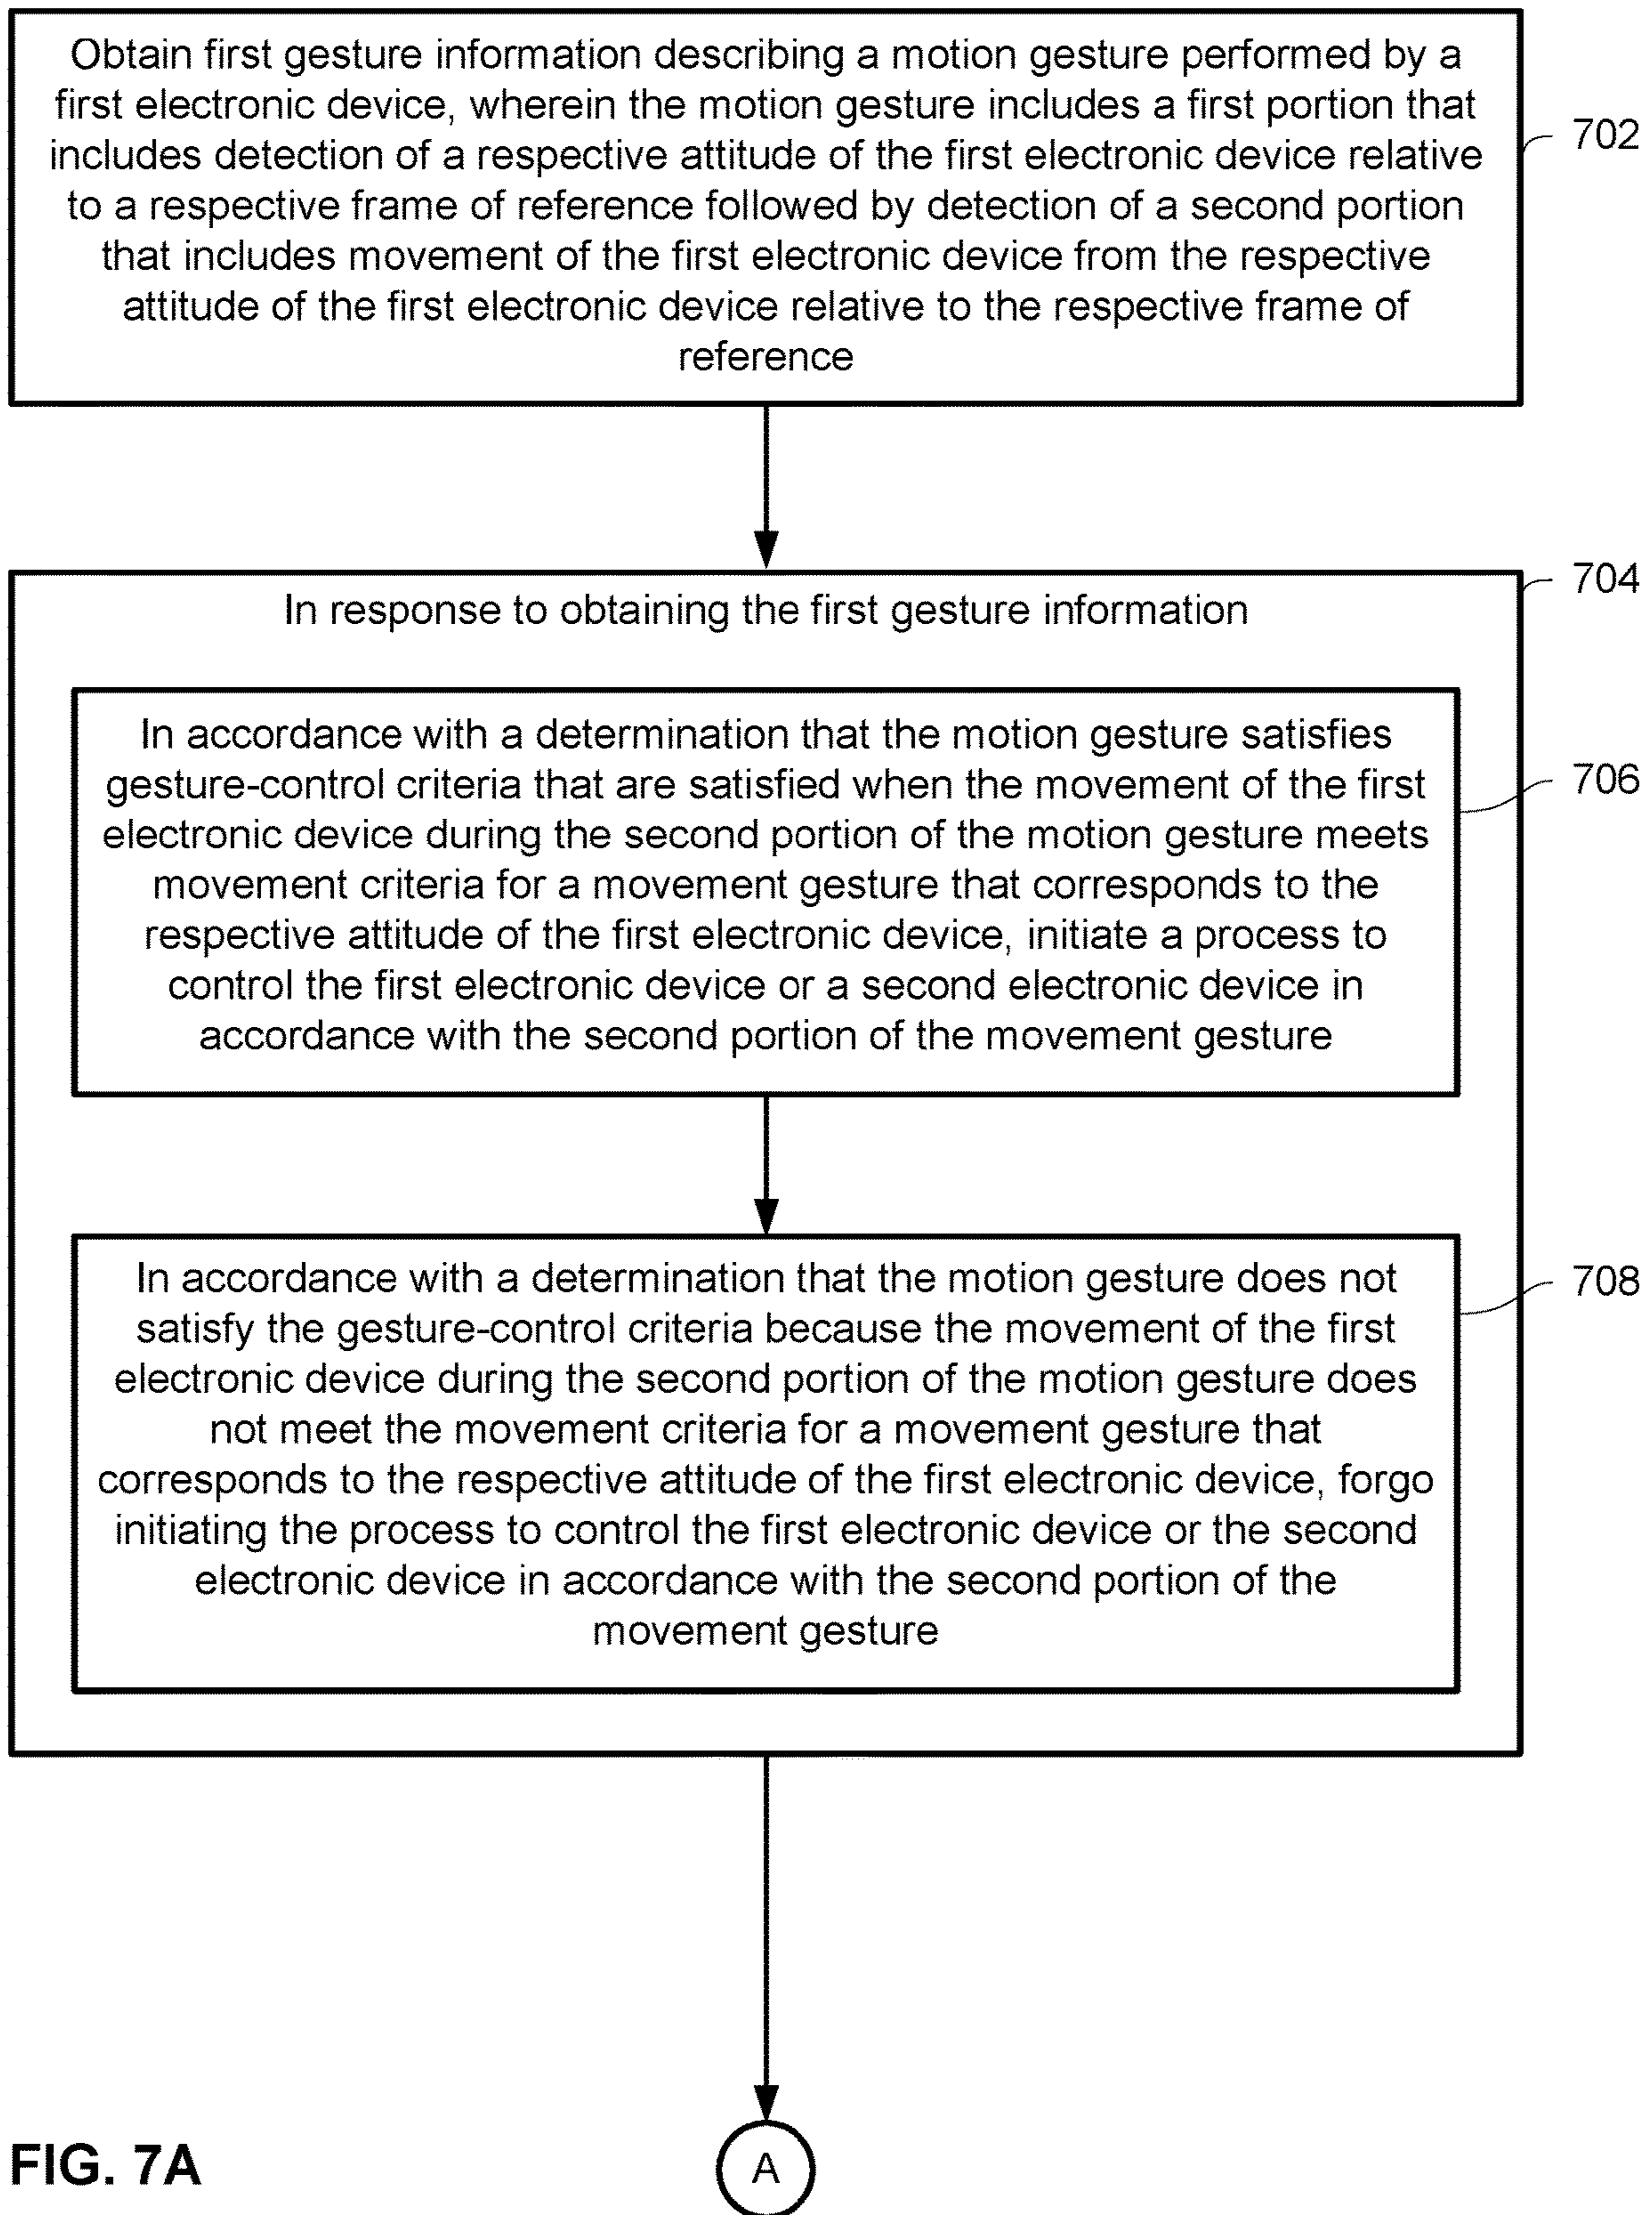 Obtain first gesture information describing a motion gesture performed by a
first electronic device, wherein the motion gesture includes a first portion that
includes detection of a respective attitude of the first electronic device relative
to a respective frame of reference followed by detection of a second portion
that includes movement of the first electronic device from the respective
attitude of the first electronic device relative to the respective frame of
reference
702
704
In response to obtaining the first gesture information
In accordance with a determination that the motion gesture satisfies
gesture-control criteria that are satisfied when the movement of the first
electronic device during the second portion of the motion gesture meets
movement criteria for a movement gesture that corresponds to the
respective attitude of the first electronic device, initiate a process to
control the first electronic device or a second electronic device in
accordance with the second portion of the movement gesture
706
In accordance with a determination that the motion gesture does not
satisfy the gesture-control criteria because the movement of the first
electronic device during the second portion of the motion gesture does
not meet the movement criteria for a movement gesture that
corresponds to the respective attitude of the first electronic device, forgo
initiating the process to control the first electronic device or the second
electronic device in accordance with the second portion of the
movement gesture
708
A
FIG. 7A